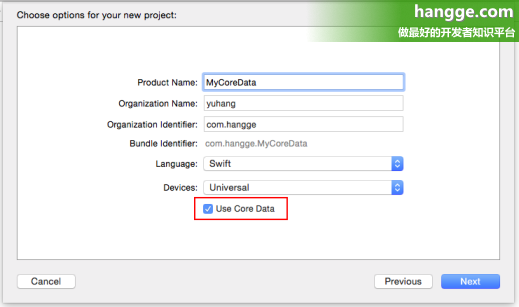 Choose options for your new project:
hangge.com
做最好的开发者知识平台
Product Name: MyCoreData
Organization Name: yuhang
Organization Identifier: com.hangge
Bundle Identifier: com.hangge.MyCoreData
Language: Swift
Devices: Universal
Use Core Data
Cancel Previous Next